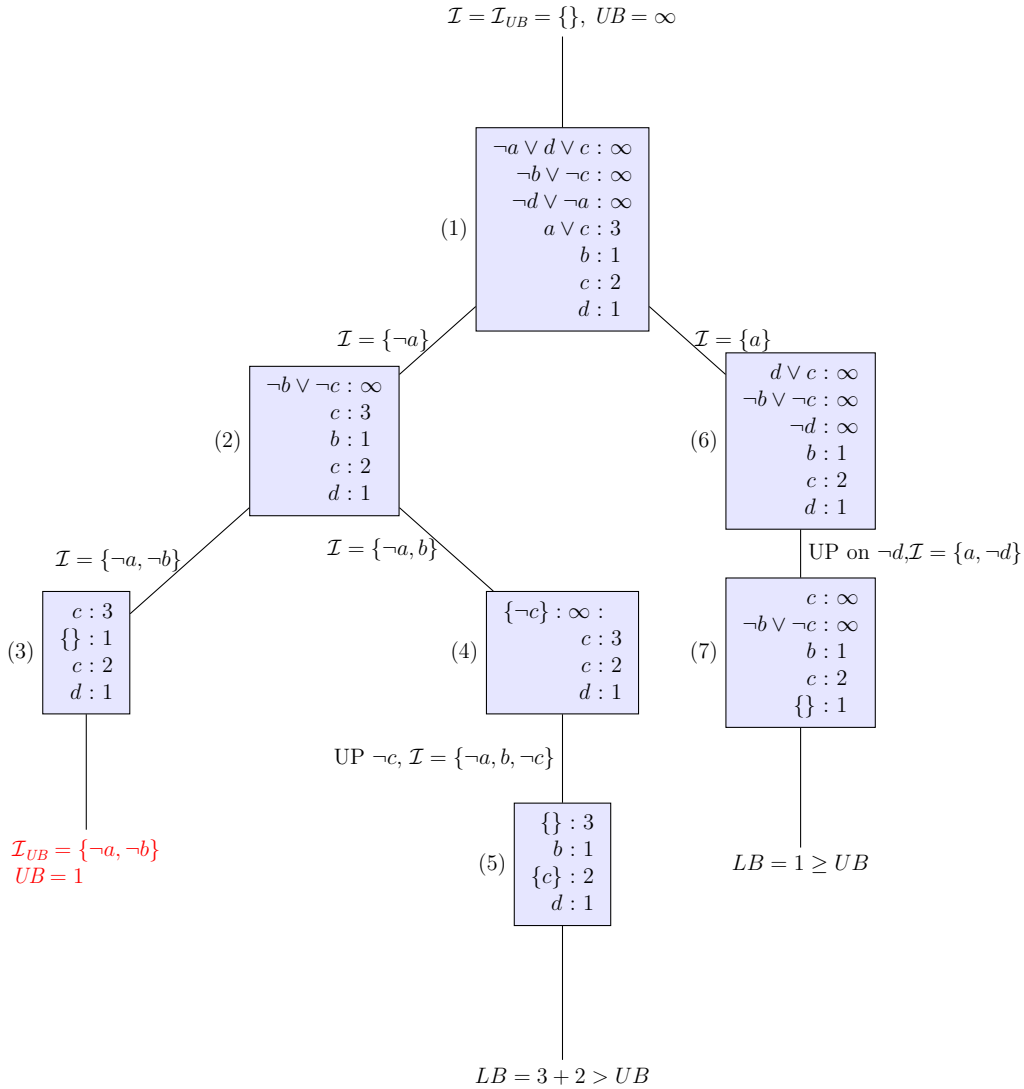 ℐ = ℐ_UB = {}, UB = ∞
¬a ∨ d ∨ c : ∞
¬b ∨ ¬c : ∞
¬d ∨ ¬a : ∞
(1)
a ∨ c : 3
b : 1
c : 2
d : 1
ℐ = {¬a}
ℐ = {a}
¬b ∨ ¬c : ∞
c : 3
(2)
b : 1
c : 2
d : 1
d ∨ c : ∞
¬b ∨ ¬c : ∞
(6)
¬d : ∞
b : 1
c : 2
d : 1
ℐ = {¬a, ¬b}
ℐ = {¬a, b}
UP on ¬d,ℐ = {a, ¬d}
c : 3
{} : 1
(3)
c : 2
d : 1
{¬c} : ∞ :
c : 3
(4)
c : 2
d : 1
c : ∞
¬b ∨ ¬c : ∞
(7)
b : 1
c : 2
{} : 1
UP ¬c, ℐ = {¬a, b, ¬c}
ℐ_UB = {¬a, ¬b}
UB = 1
{} : 3
b : 1
(5)
{c} : 2
d : 1
LB = 1 ≥ UB
LB = 3 + 2 > UB